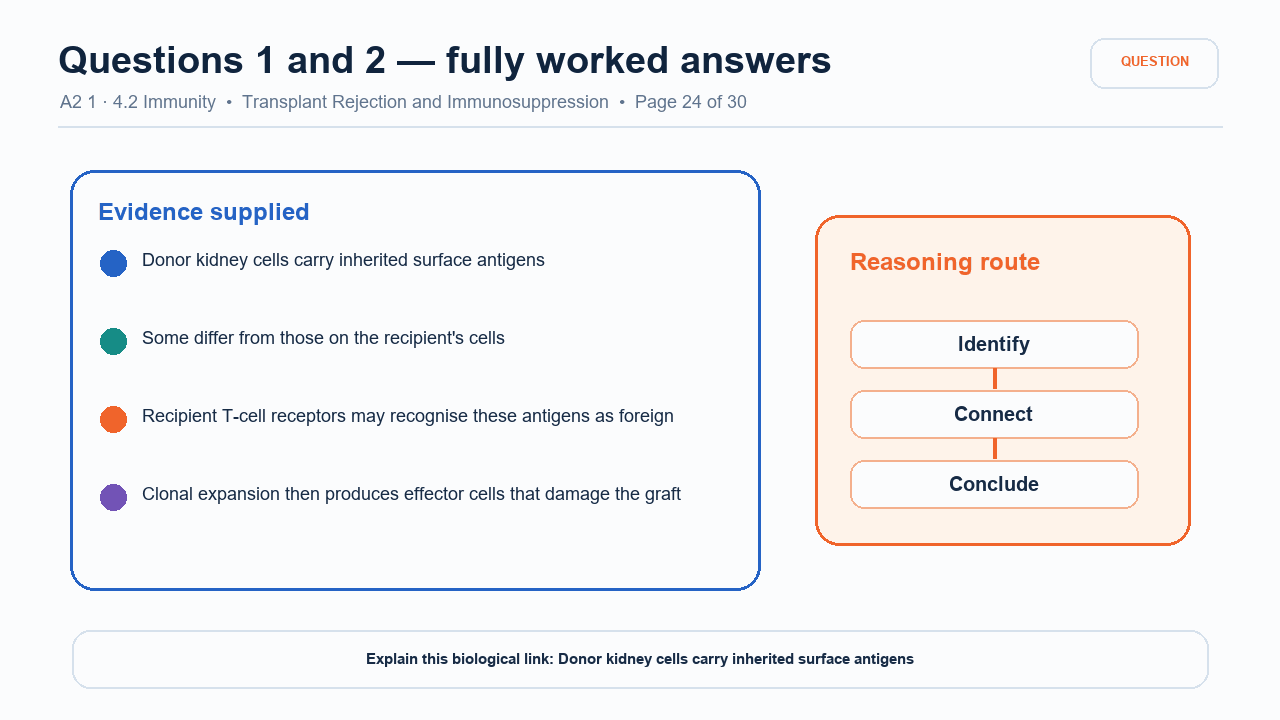 Questions 1 and 2 — fully worked answers
QUESTION
A2 1 · 4.2 Immunity • Transplant Rejection and Immunosuppression • Page 24 of 30
Evidence supplied
Donor kidney cells carry inherited surface antigens
Some differ from those on the recipient's cells
Recipient T-cell receptors may recognise these antigens as foreign
Clonal expansion then produces effector cells that damage the graft
Reasoning route
Identify
Connect
Conclude
Explain this biological link: Donor kidney cells carry inherited surface antigens